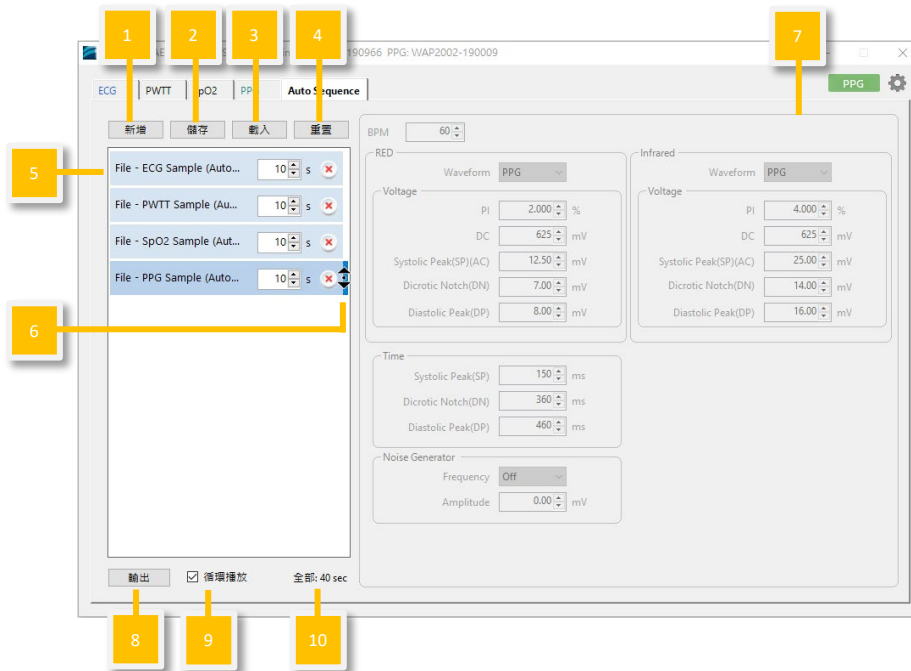 1
2
3
4
7
190966 PPG: WAP2002-190009
ECG
PWTT
pO2
PP
Auto Sequence
PPG
新增
儲存
載入
重置
5
File - ECG Sample (Auto...
10
s
File - PWTT Sample (Au...
10
s
File - SpO2 Sample (Aut...
10
s
File - PPG Sample (Auto...
10
s
6
BPM
60
RED
Waveform
PPG
Voltage
PI
2.000
%
DC
625
mV
Systolic Peak(SP)(AC)
12.50
mV
Dicrotic Notch(DN)
7.00
mV
Diastolic Peak(DP)
8.00
mV
Infrared
Waveform
PPG
Voltage
PI
4.000
%
DC
625
mV
Systolic Peak(SP)(AC)
25.00
mV
Dicrotic Notch(DN)
14.00
mV
Diastolic Peak(DP)
16.00
mV
Time
Systolic Peak(SP)
150
ms
Dicrotic Notch(DN)
360
ms
Diastolic Peak(DP)
460
ms
Noise Generator
Frequency
Off
Amplitude
0.00
mV
輸出
循環播放
全部: 40 sec
8
9
10